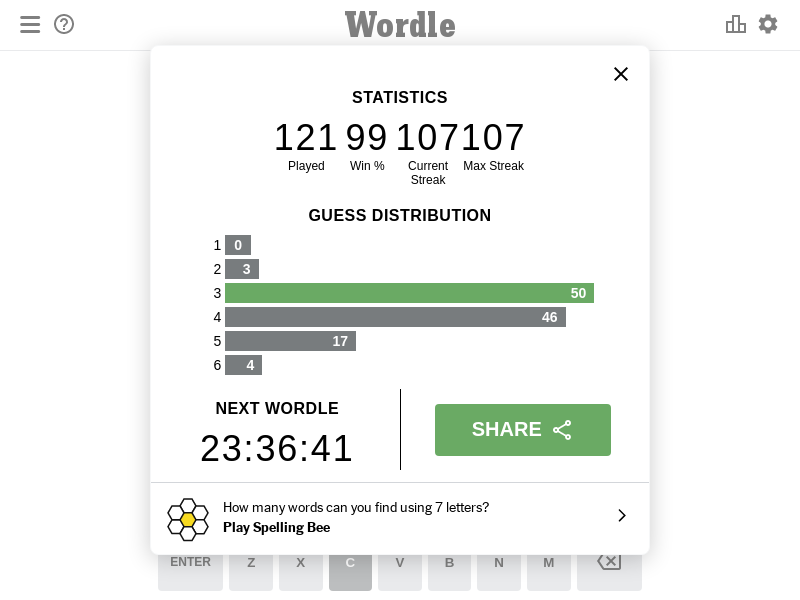 Wordle
STATISTICS
121 99 107 107
Played Win % Current Streak Max Streak
GUESS DISTRIBUTION
1 0
2 3
3 50
4 46
5 17
6 4
NEXT WORDLE
23:36:41
SHARE
How many words can you find using 7 letters?
Play Spelling Bee
ENTER Z X C V B N M